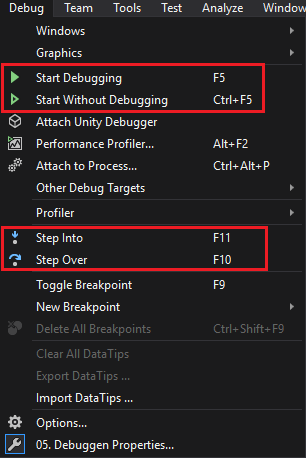 Debug Team Tools Test Analyze Window
Windows
Graphics
Start Debugging F5
Start Without Debugging Ctrl+F5
Attach Unity Debugger
Performance Profiler... Alt+F2
Attach to Process... Ctrl+Alt+P
Other Debug Targets
Profiler
Step Into F11
Step Over F10
Toggle Breakpoint F9
New Breakpoint
Delete All Breakpoints Ctrl+Shift+F9
Clear All DataTips
Export DataTips ...
Import DataTips ...
Options...
05. Debuggen Properties...